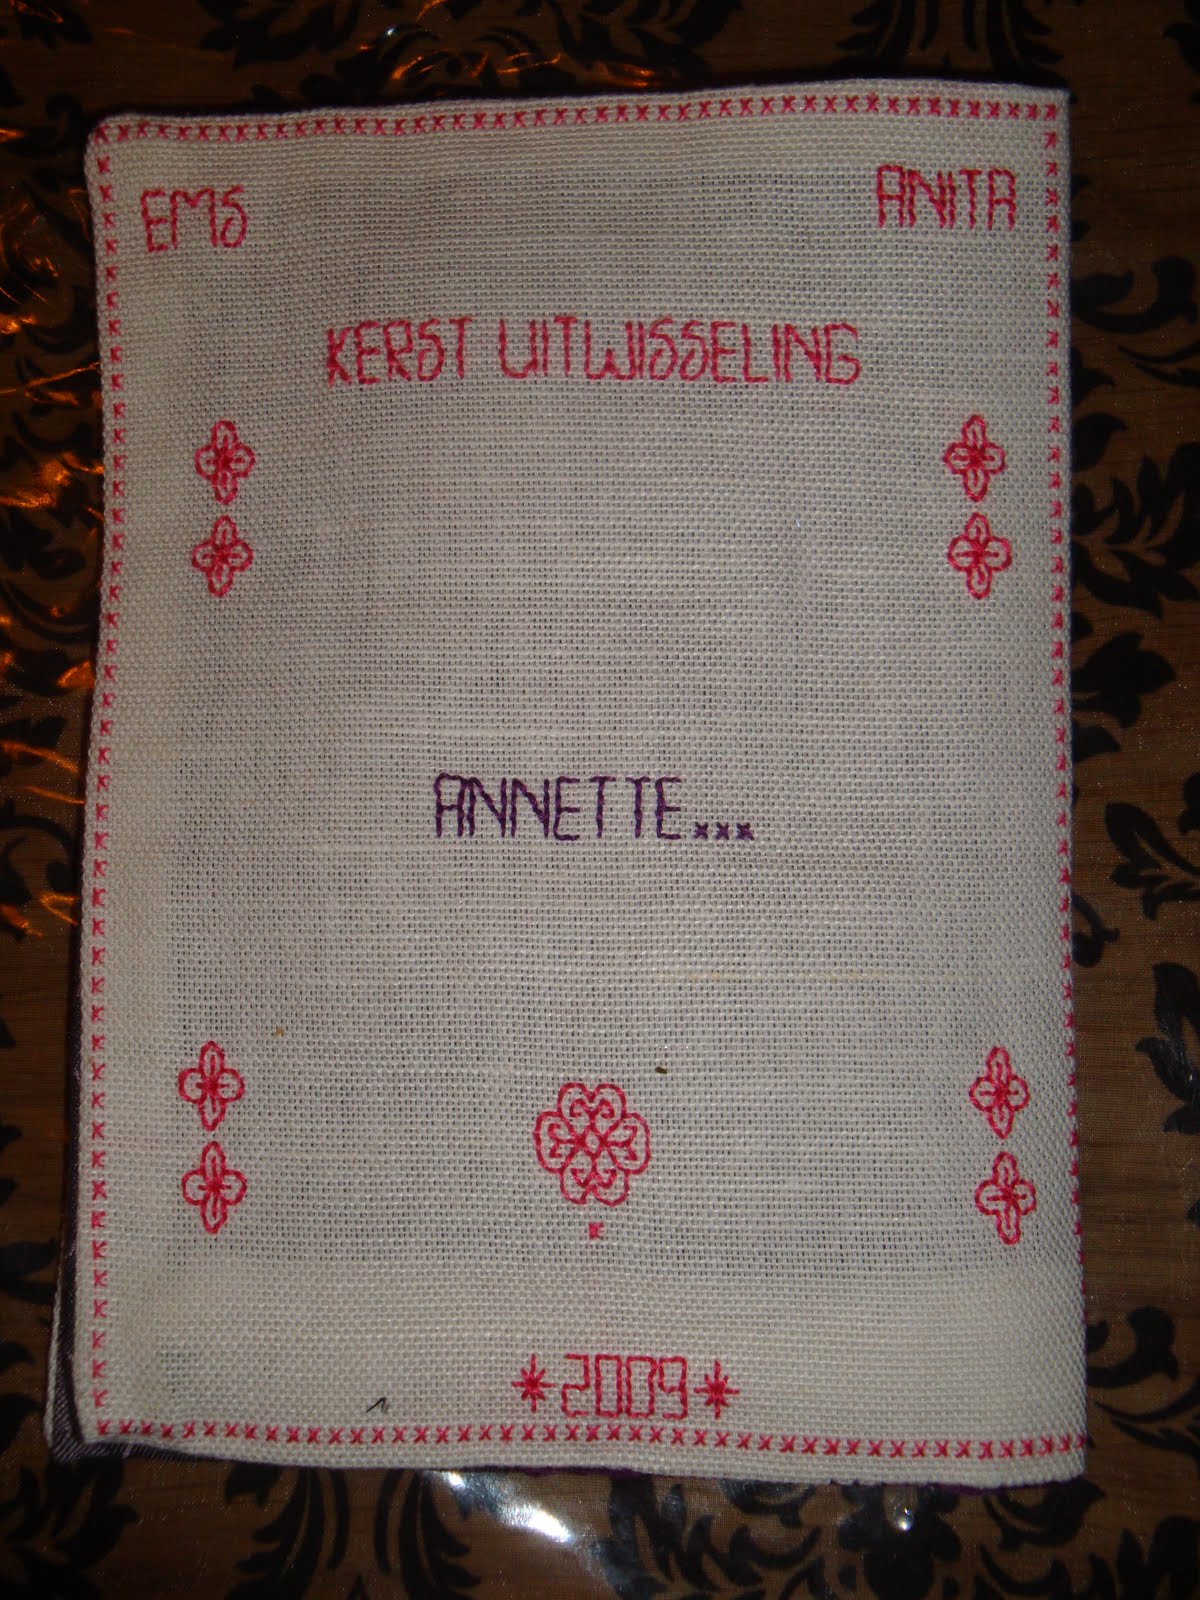 EMS ANITA
KERST UITWISSELING
ANNETTE...
*2009*